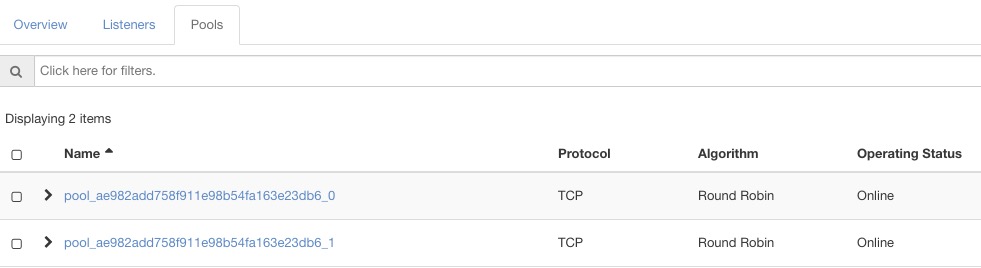 Overview Listeners Pools
Click here for filters.
Displaying 2 items
Name Protocol Algorithm Operating Status
pool_ae982add758f911e98b54fa163e23db6_0 TCP Round Robin Online
pool_ae982add758f911e98b54fa163e23db6_1 TCP Round Robin Online